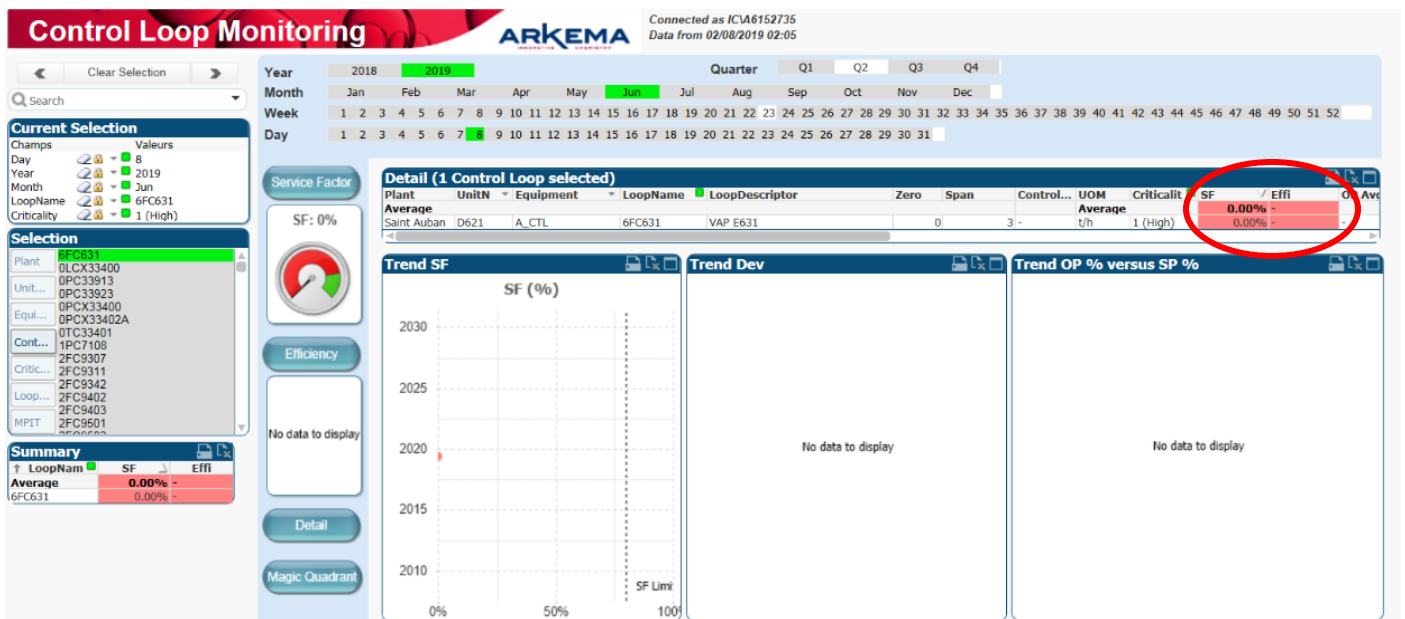 Control Loop Monitoring
ARKEMA
INNOVATIVE CHEMISTRY
Connected as IC\A6152735
Data from 02/08/2019 02:05
Clear Selection
Search
Year 2018 2019 Quarter Q1 Q2 Q3 Q4
Month Jan Feb Mar Apr May Jun Jul Aug Sep Oct Nov Dec
Week 1 2 3 4 5 6 7 8 9 10 11 12 13 14 15 16 17 18 19 20 21 22 23 24 25 26 27 28 29 30 31 32 33 34 35 36 37 38 39 40 41 42 43 44 45 46 47 48 49 50 51 52
Day 1 2 3 4 5 6 7 8 9 10 11 12 13 14 15 16 17 18 19 20 21 22 23 24 25 26 27 28 29 30 31
Current Selection
Champs Valeurs
Day 8
Year 2019
Month Jun
LoopName 6FC631
Criticality 1 (High)
Selection
Plant
Unit...
Equi...
Cont...
Critic...
Loop...
MPIT
6FC631
0LCX33400
0PC33913
0PC33923
0PCX33400
0PCX33402A
0TC33401
1PC7108
2FC9307
2FC9311
2FC9342
2FC9402
2FC9403
2FC9501
Summary
LoopNam SF Effi
Average 0.00% -
6FC631 0.00% -
Service Factor
SF: 0%
Efficiency
No data to display
Detail
Magic Quadrant
Detail (1 Control Loop selected)
Plant UnitN Equipment LoopName LoopDescriptor Zero Span Control... UOM Criticalit SF Effi
Average Average 0.00% -
Saint Auban D621 A_CTL 6FC631 VAP E631 0 3 - t/h 1 (High) 0.00% - -
Trend SF
SF (%)
2030
2025
2020
2015
2010
SF Limi
0% 50% 100%
Trend Dev
No data to display
Trend OP % versus SP %
No data to display